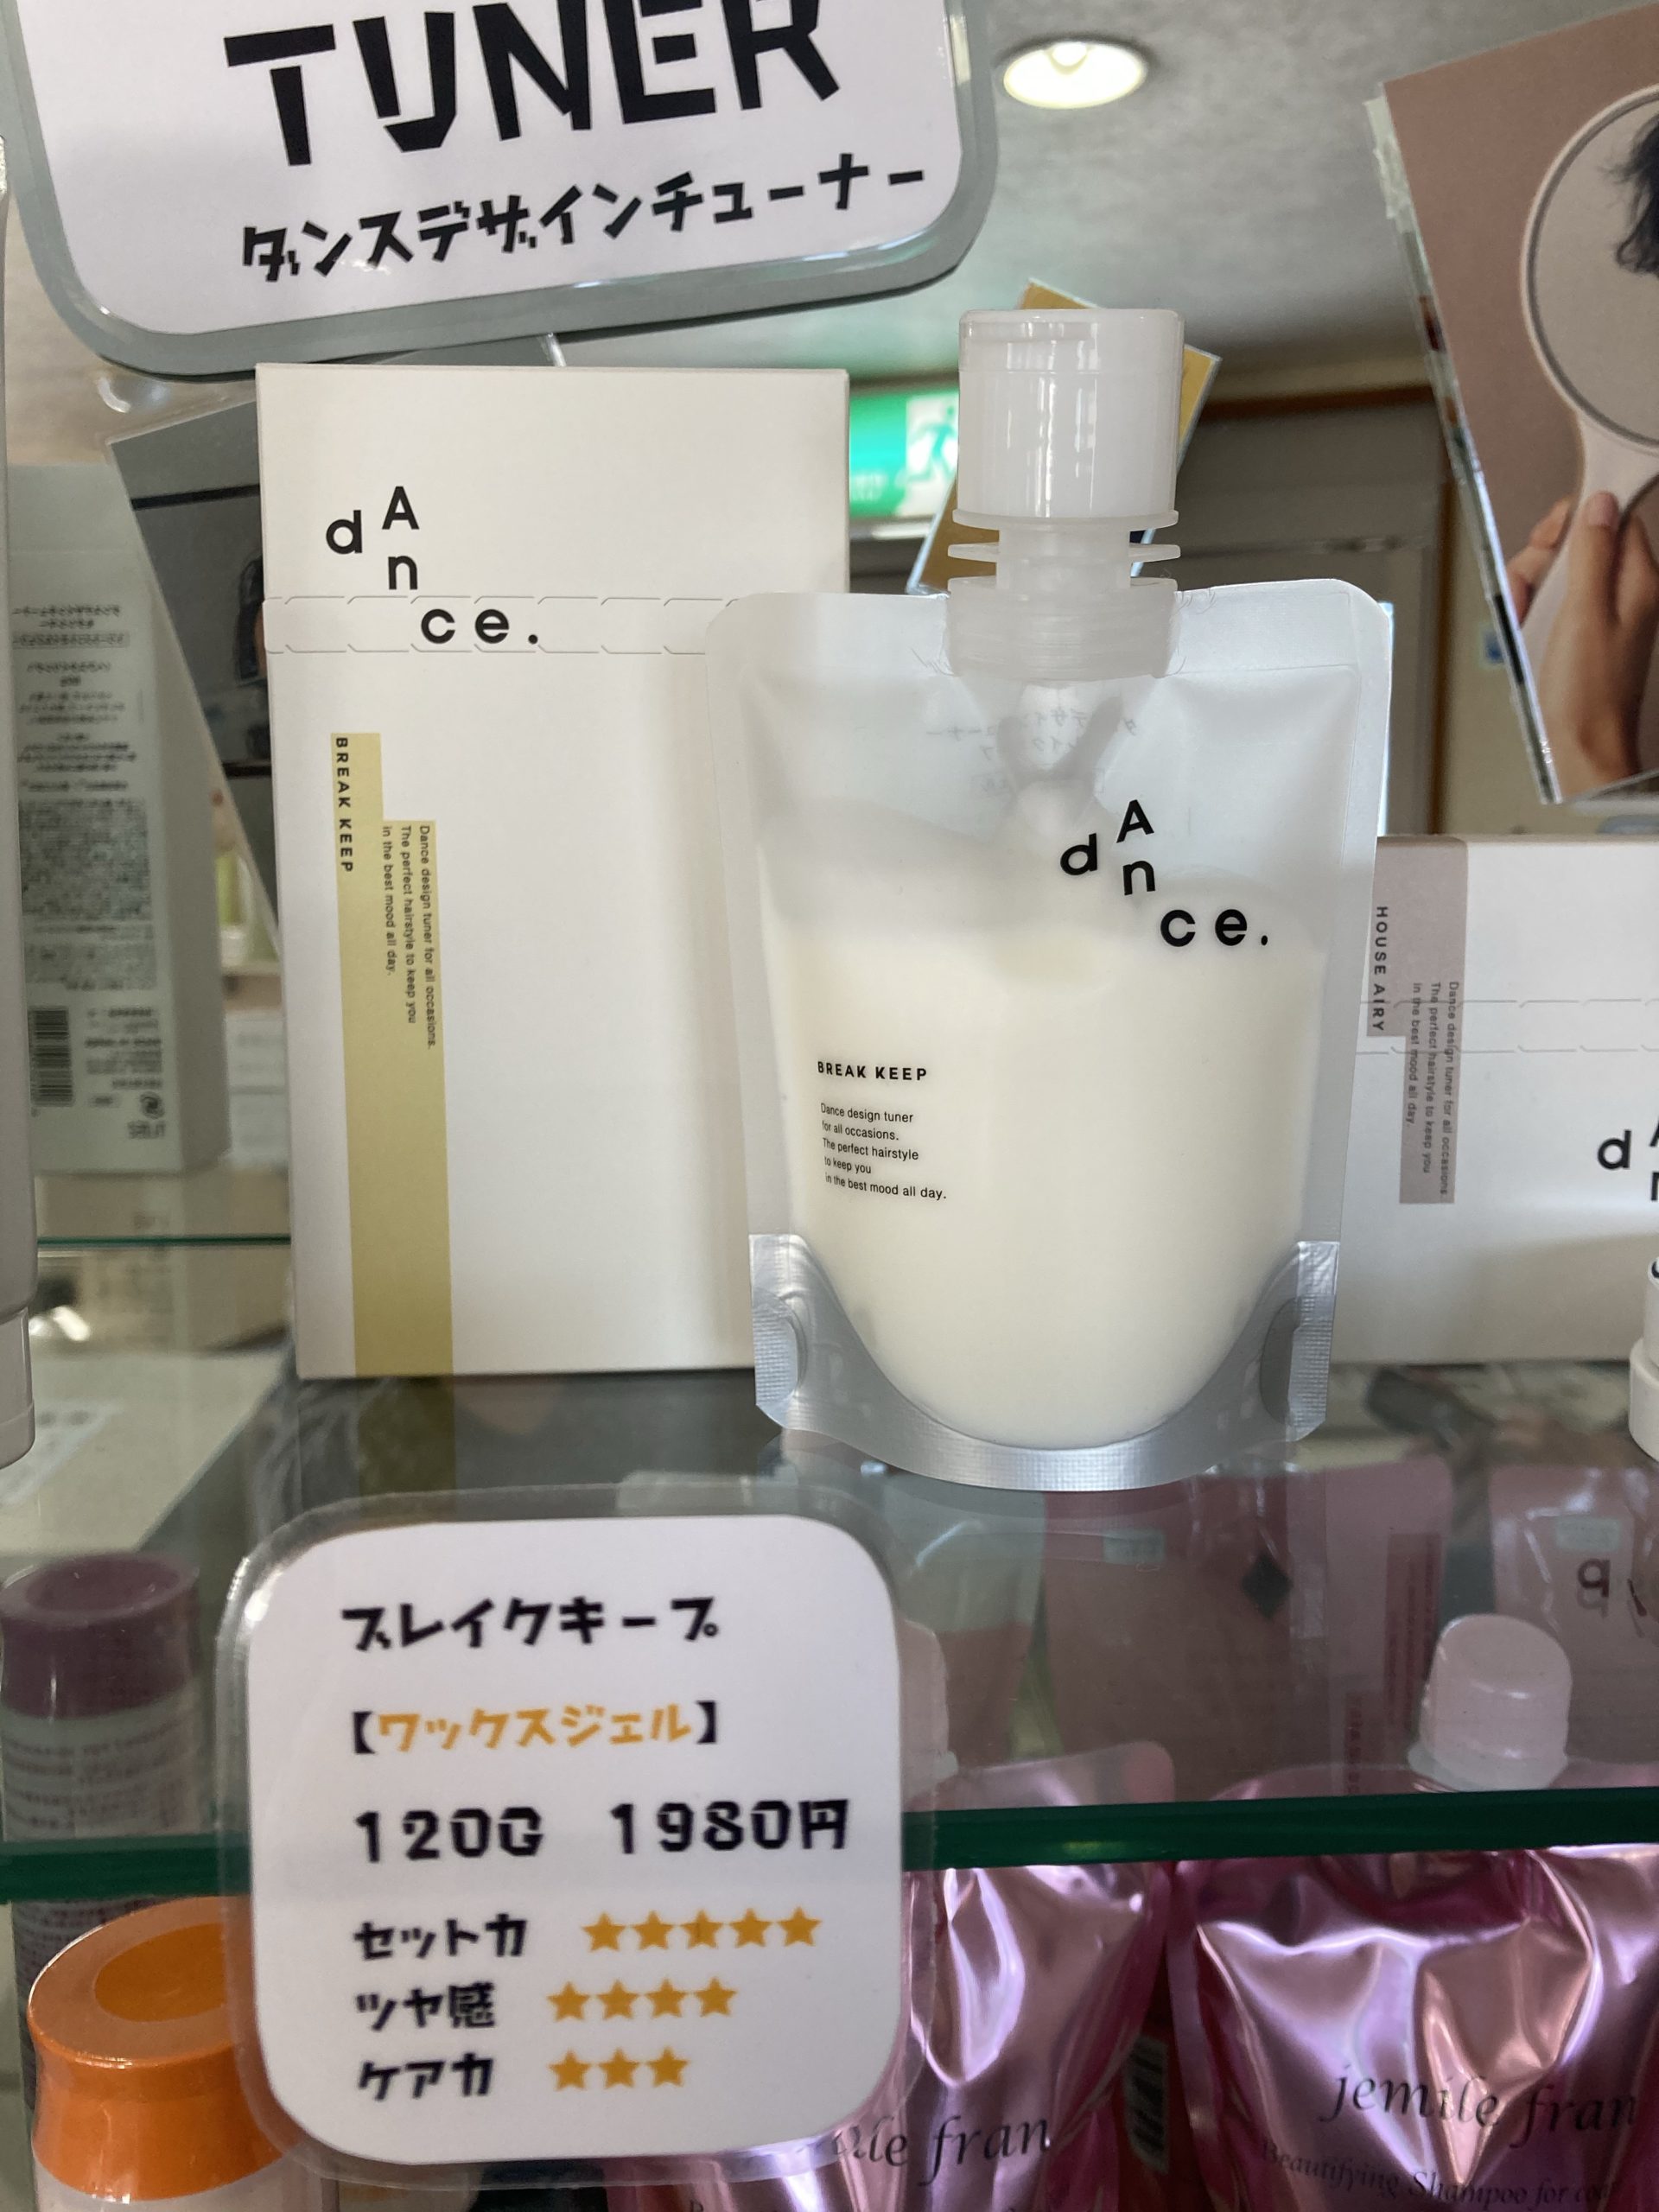 TUNER
ダンスデザインチューナー
dAnce.
BREAK KEEP
Dance design tuner for all occasions.
The perfect hairstyle to keep you
in the best mood all day.
dAnce.
BREAK KEEP
Dance design tuner
for all occasions.
The perfect hairstyle
to keep you
in the best mood all day.
HOUSE AIRY
Dance design tuner for all occasions.
The perfect hairstyle to keep you
in the best mood all day.
d
ブレイクキープ
【ワックスジェル】
120G 1980円
セット力 ★★★★★
ツヤ感 ★★★★
ケア力 ★★★
ile fran
jemile fran
Beautifying Shampoo for